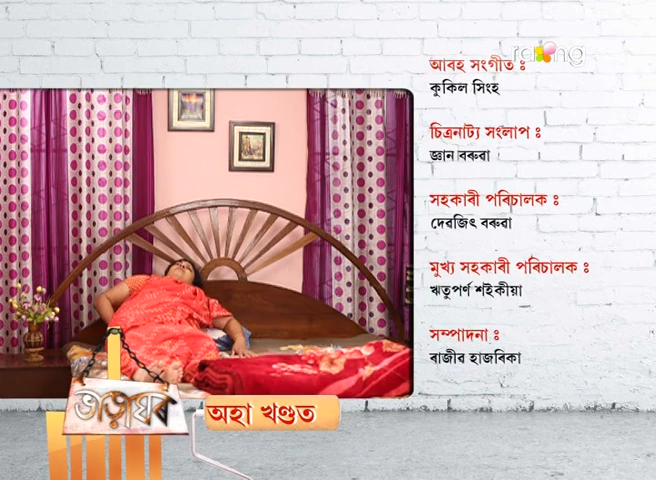 rang
আবহ সংগীত ঃ
কুকিল সিংহ
চিত্ৰনাট্য সংলাপ ঃ
জ্ঞান বৰুৱা
সহকাৰী পৰিচালক ঃ
দেৱজিৎ বৰুৱা
মুখ্য সহকাৰী পৰিচালক ঃ
ঋতুপৰ্ণ শইকীয়া
সম্পাদনা ঃ
ৰাজীৱ হাজৰিকা
ভাড়াঘৰ
অহা খণ্ডত